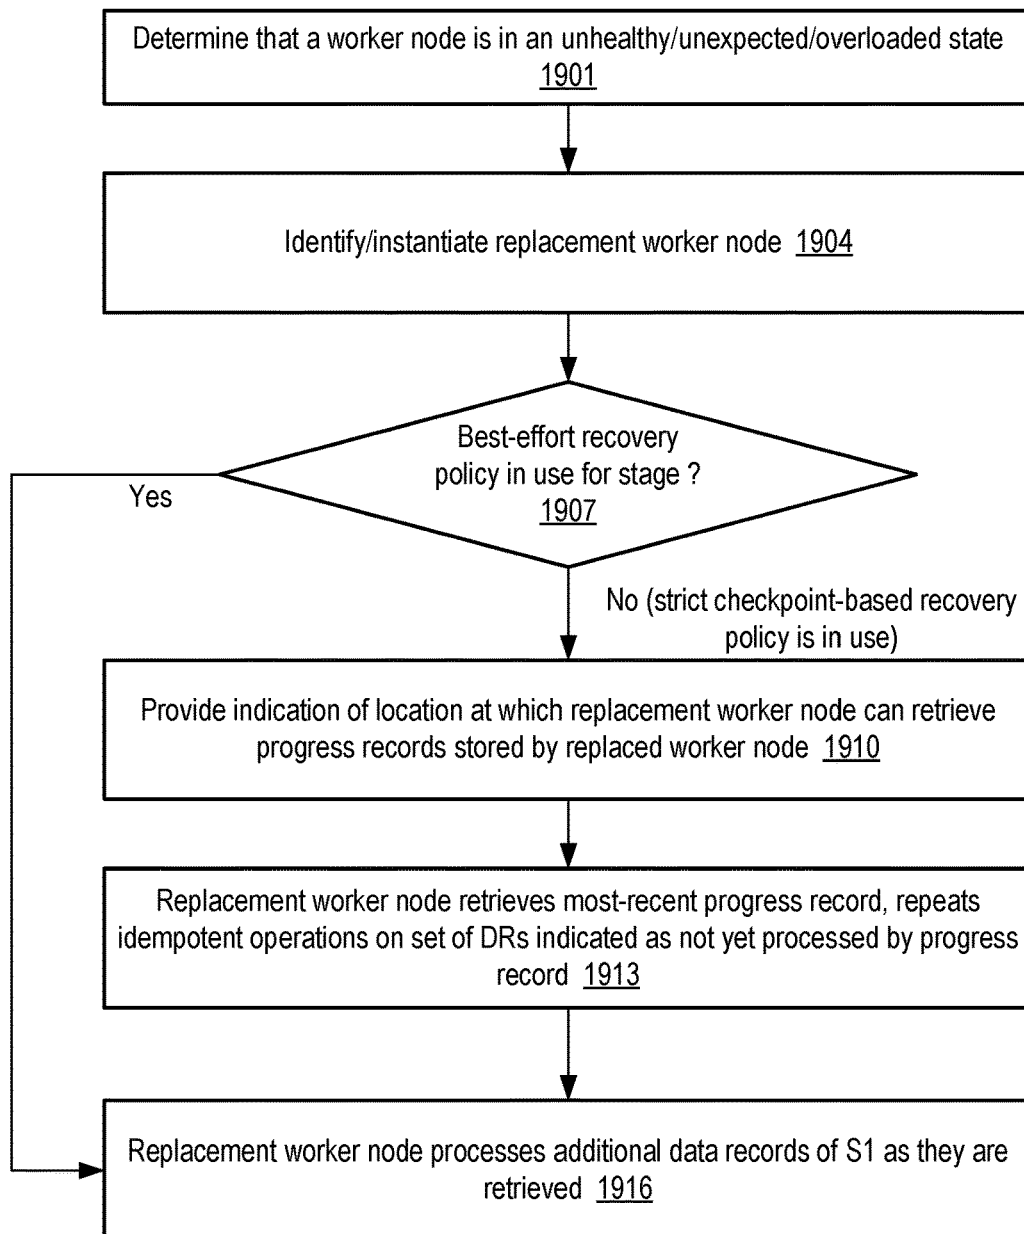 Determine that a worker node is in an unhealthy/unexpected/overloaded state
1901
Identify/instantiate replacement worker node 1904
Best-effort recovery
policy in use for stage ?
1907
Yes
No (strict checkpoint-based recovery
policy is in use)
Provide indication of location at which replacement worker node can retrieve
progress records stored by replaced worker node 1910
Replacement worker node retrieves most-recent progress record, repeats
idempotent operations on set of DRs indicated as not yet processed by progress
record 1913
Replacement worker node processes additional data records of S1 as they are
retrieved 1916